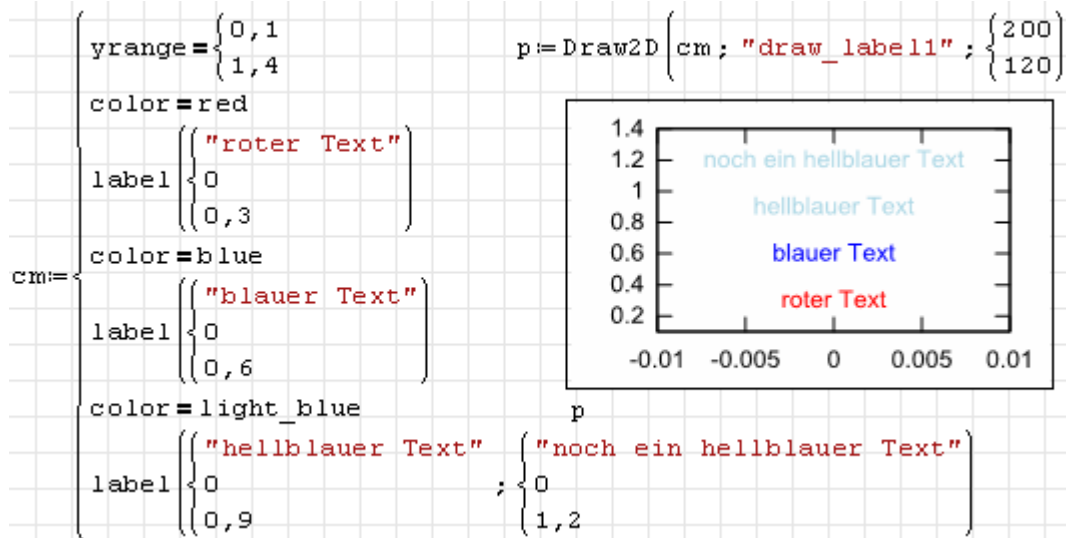 cm:=
yrange={0,1
1,4
color=red
label(("roter Text"
0
0,3
color=blue
label(("blauer Text"
0
0,6
color=light_blue
label(("hellblauer Text" ; {"noch ein hellblauer Text"
0 0
0,9 1,2
p:=Draw2D(cm; "draw_label1"; {200
120)
1.4
1.2 noch ein hellblauer Text
1
0.8 hellblauer Text
0.6 blauer Text
0.4
0.2 roter Text
-0.01 -0.005 0 0.005 0.01
p